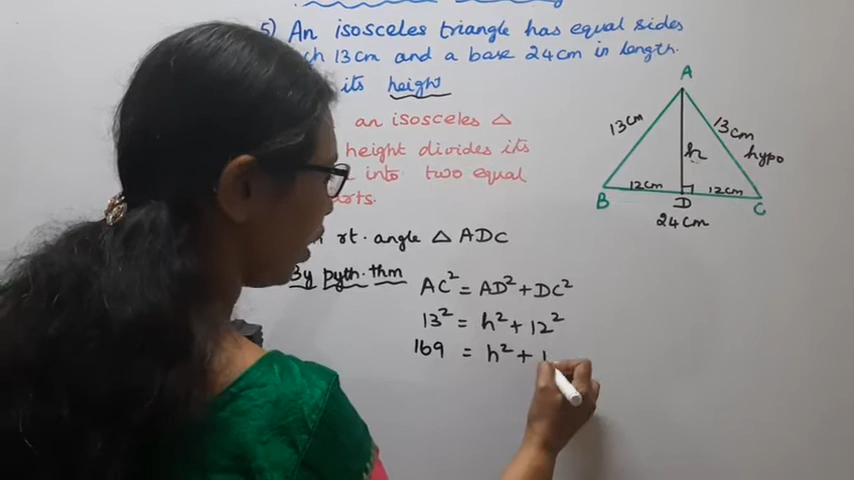 5) An isosceles triangle has equal sides
13cm and a base 24cm in length.
its height
an isosceles △
height divides its
into two equal
rt. angle △ ADC
By pyth. thm
AC² = AD² + DC²
13² = h² + 12²
169 = h² + 1
A
13cm
13cm
h
hypo
12cm
12cm
B
D
C
24cm